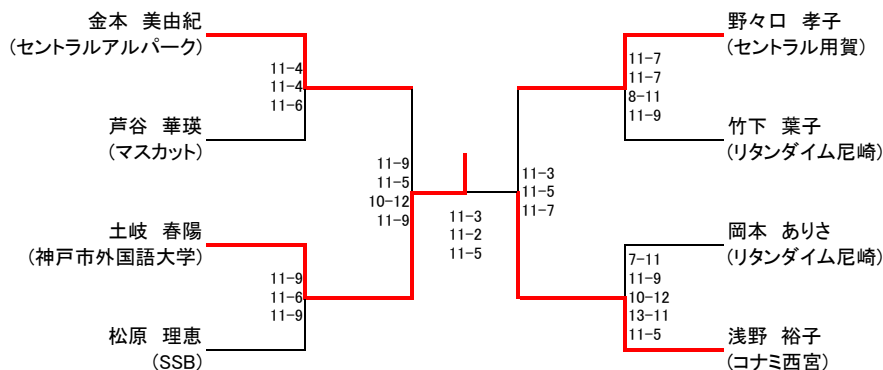 金本　美由紀
(セントラルアルパーク)
11-4
11-4
11-6
芦谷　華瑛
(マスカット)
11-9
11-5
10-12
11-9
土岐　春陽
(神戸市外国語大学)
11-9
11-6
11-9
松原　理恵
(SSB)
11-3
11-2
11-5
野々口　孝子
(セントラル用賀)
11-7
11-7
8-11
11-9
竹下　葉子
(リタンダイム尼崎)
11-3
11-5
11-7
岡本　ありさ
(リタンダイム尼崎)
7-11
11-9
10-12
13-11
11-5
浅野　裕子
(コナミ西宮)